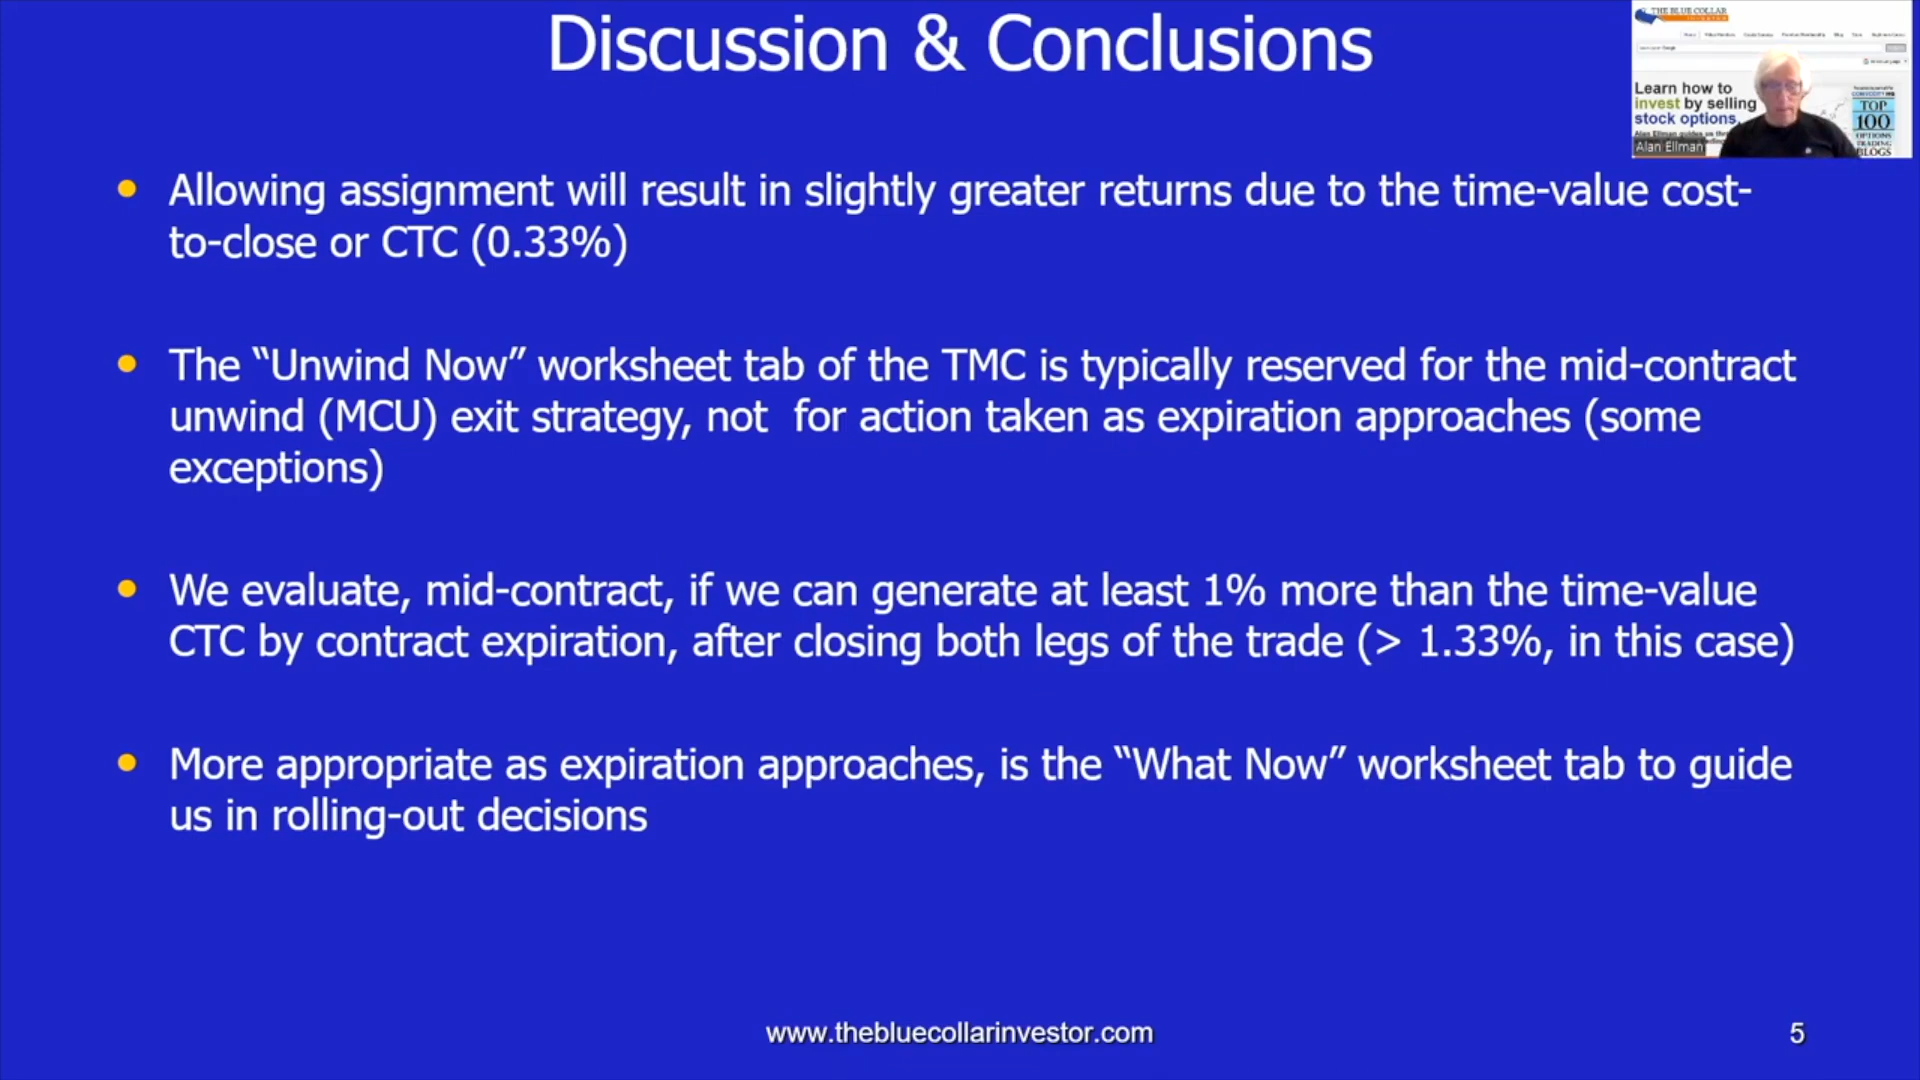 Discussion & Conclusions
THE BLUE COLLAR
Learn how to
invest by selling
stock options.
TOP
100
OPTIONS
TRADING
BLOGS
Alan Ellman
• Allowing assignment will result in slightly greater returns due to the time-value cost-
to-close or CTC (0.33%)
• The “Unwind Now” worksheet tab of the TMC is typically reserved for the mid-contract
unwind (MCU) exit strategy, not for action taken as expiration approaches (some
exceptions)
• We evaluate, mid-contract, if we can generate at least 1% more than the time-value
CTC by contract expiration, after closing both legs of the trade (> 1.33%, in this case)
• More appropriate as expiration approaches, is the “What Now” worksheet tab to guide
us in rolling-out decisions
www.thebluecollarinvestor.com
5